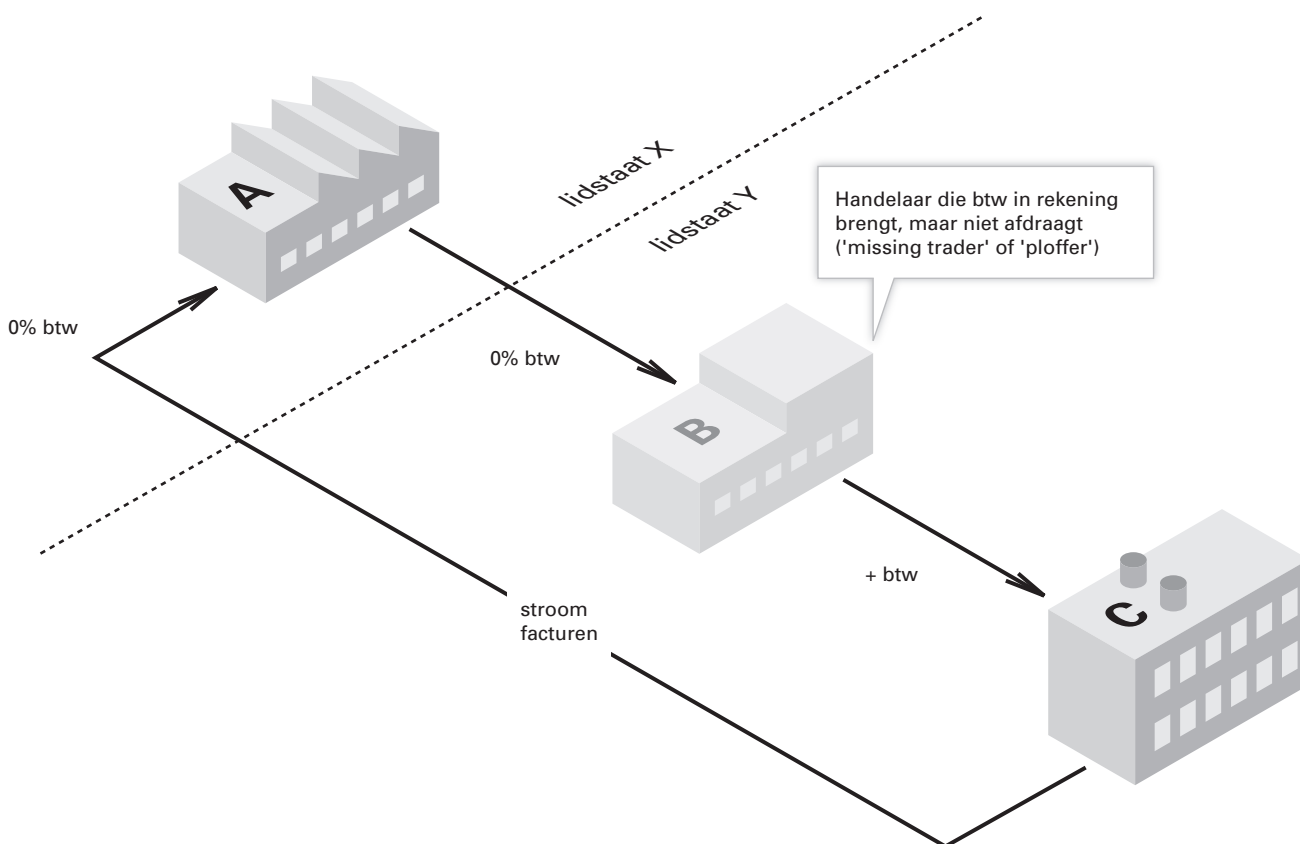 A
lidstaat X
lidstaat Y
Handelaar die btw in rekening
brengt, maar niet afdraagt
('missing trader' of 'ploffer')
0% btw
0% btw
B
+ btw
C
stroom
facturen